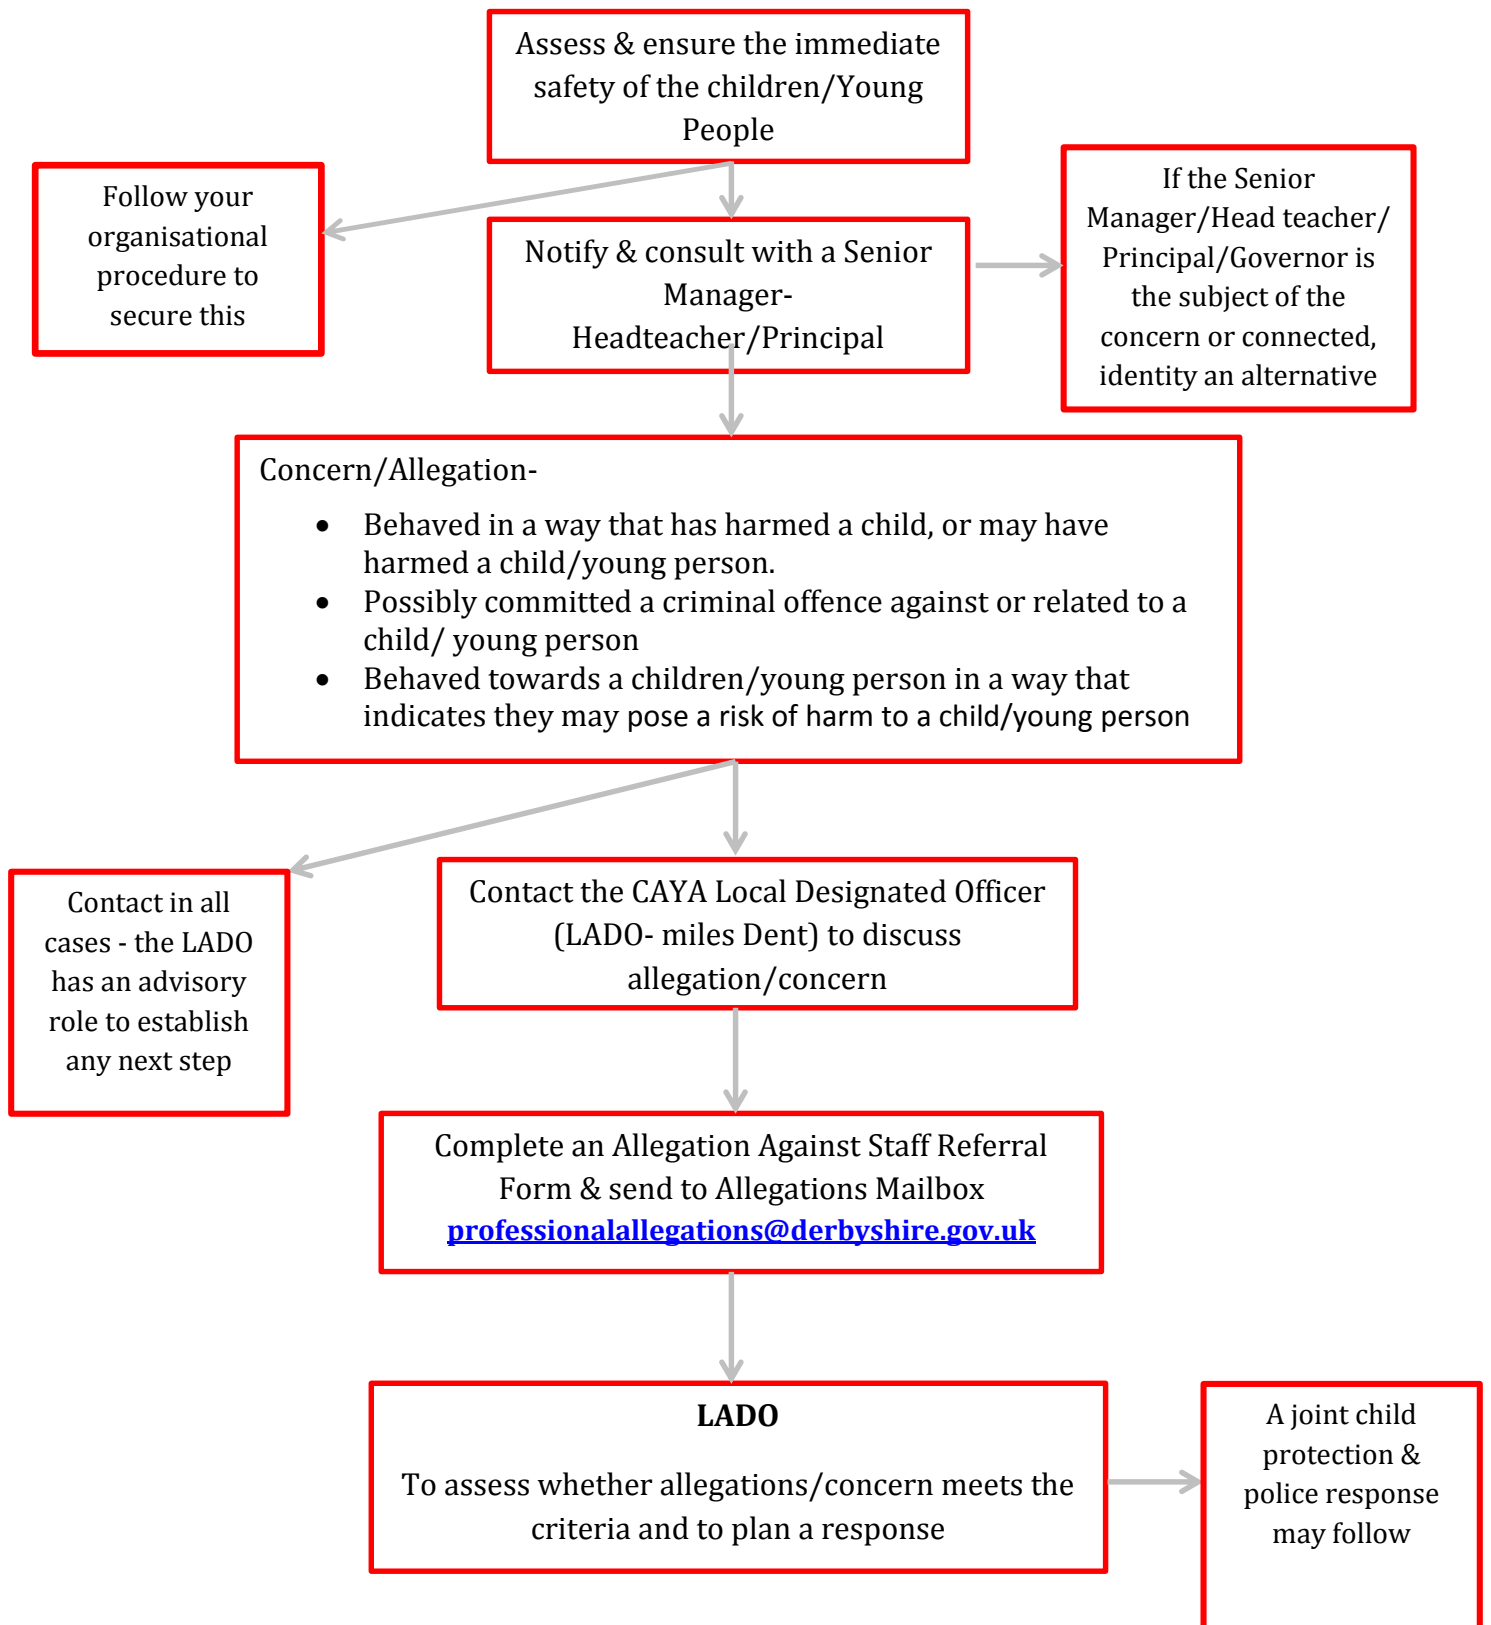 Assess & ensure the immediate
safety of the children/Young
People
Follow your
organisational
procedure to
secure this
Notify & consult with a Senior
Manager-
Headteacher/Principal
If the Senior
Manager/Head teacher/
Principal/Governor is
the subject of the
concern or connected,
identity an alternative
Concern/Allegation-
• Behaved in a way that has harmed a child, or may have
harmed a child/young person.
• Possibly committed a criminal offence against or related to a
child/ young person
• Behaved towards a children/young person in a way that
indicates they may pose a risk of harm to a child/young person
Contact in all
cases - the LADO
has an advisory
role to establish
any next step
Contact the CAYA Local Designated Officer
(LADO- miles Dent) to discuss
allegation/concern
Complete an Allegation Against Staff Referral
Form & send to Allegations Mailbox
professionalallegations@derbyshire.gov.uk
LADO
To assess whether allegations/concern meets the
criteria and to plan a response
A joint child
protection &
police response
may follow